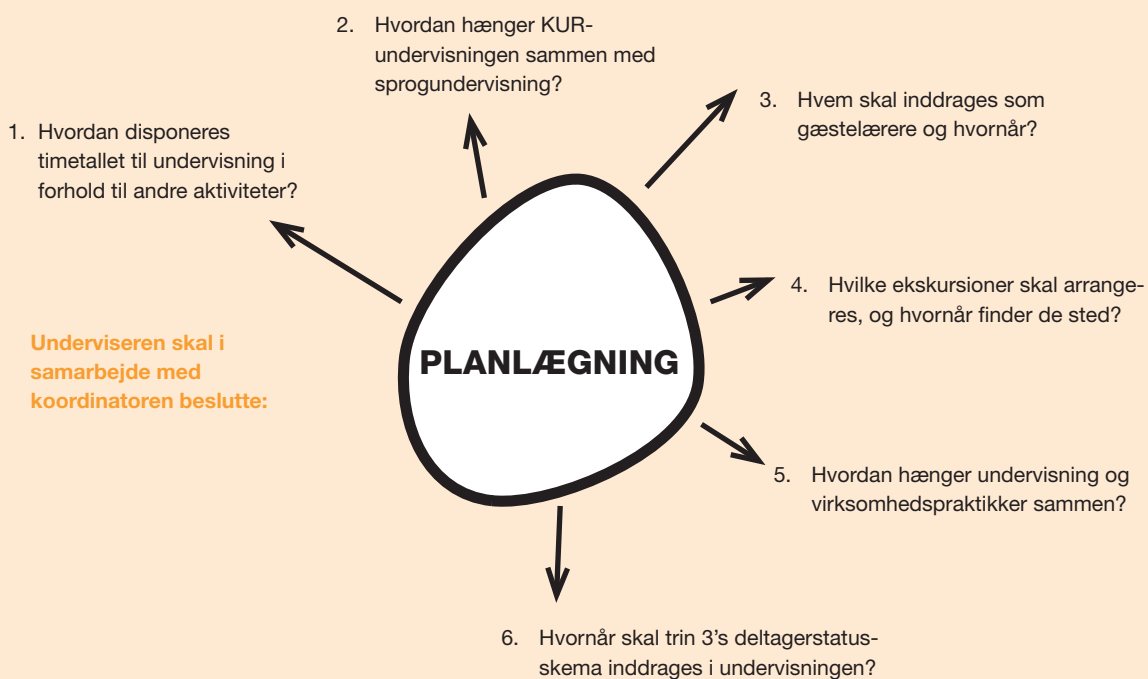 2. Hvordan hænger KUR-
undervisningen sammen med
sprogundervisning?
3. Hvem skal inddrages som
gæstelærere og hvornår?
1. Hvordan disponeres
timetallet til undervisning i
forhold til andre aktiviteter?
4. Hvilke ekskursioner skal arrange-
res, og hvornår finder de sted?
Underviseren skal i
samarbejde med
koordinatoren beslutte:
PLANLÆGNING
5. Hvordan hænger undervisning og
virksomhedspraktikker sammen?
6. Hvornår skal trin 3’s deltagerstatus-
skema inddrages i undervisningen?